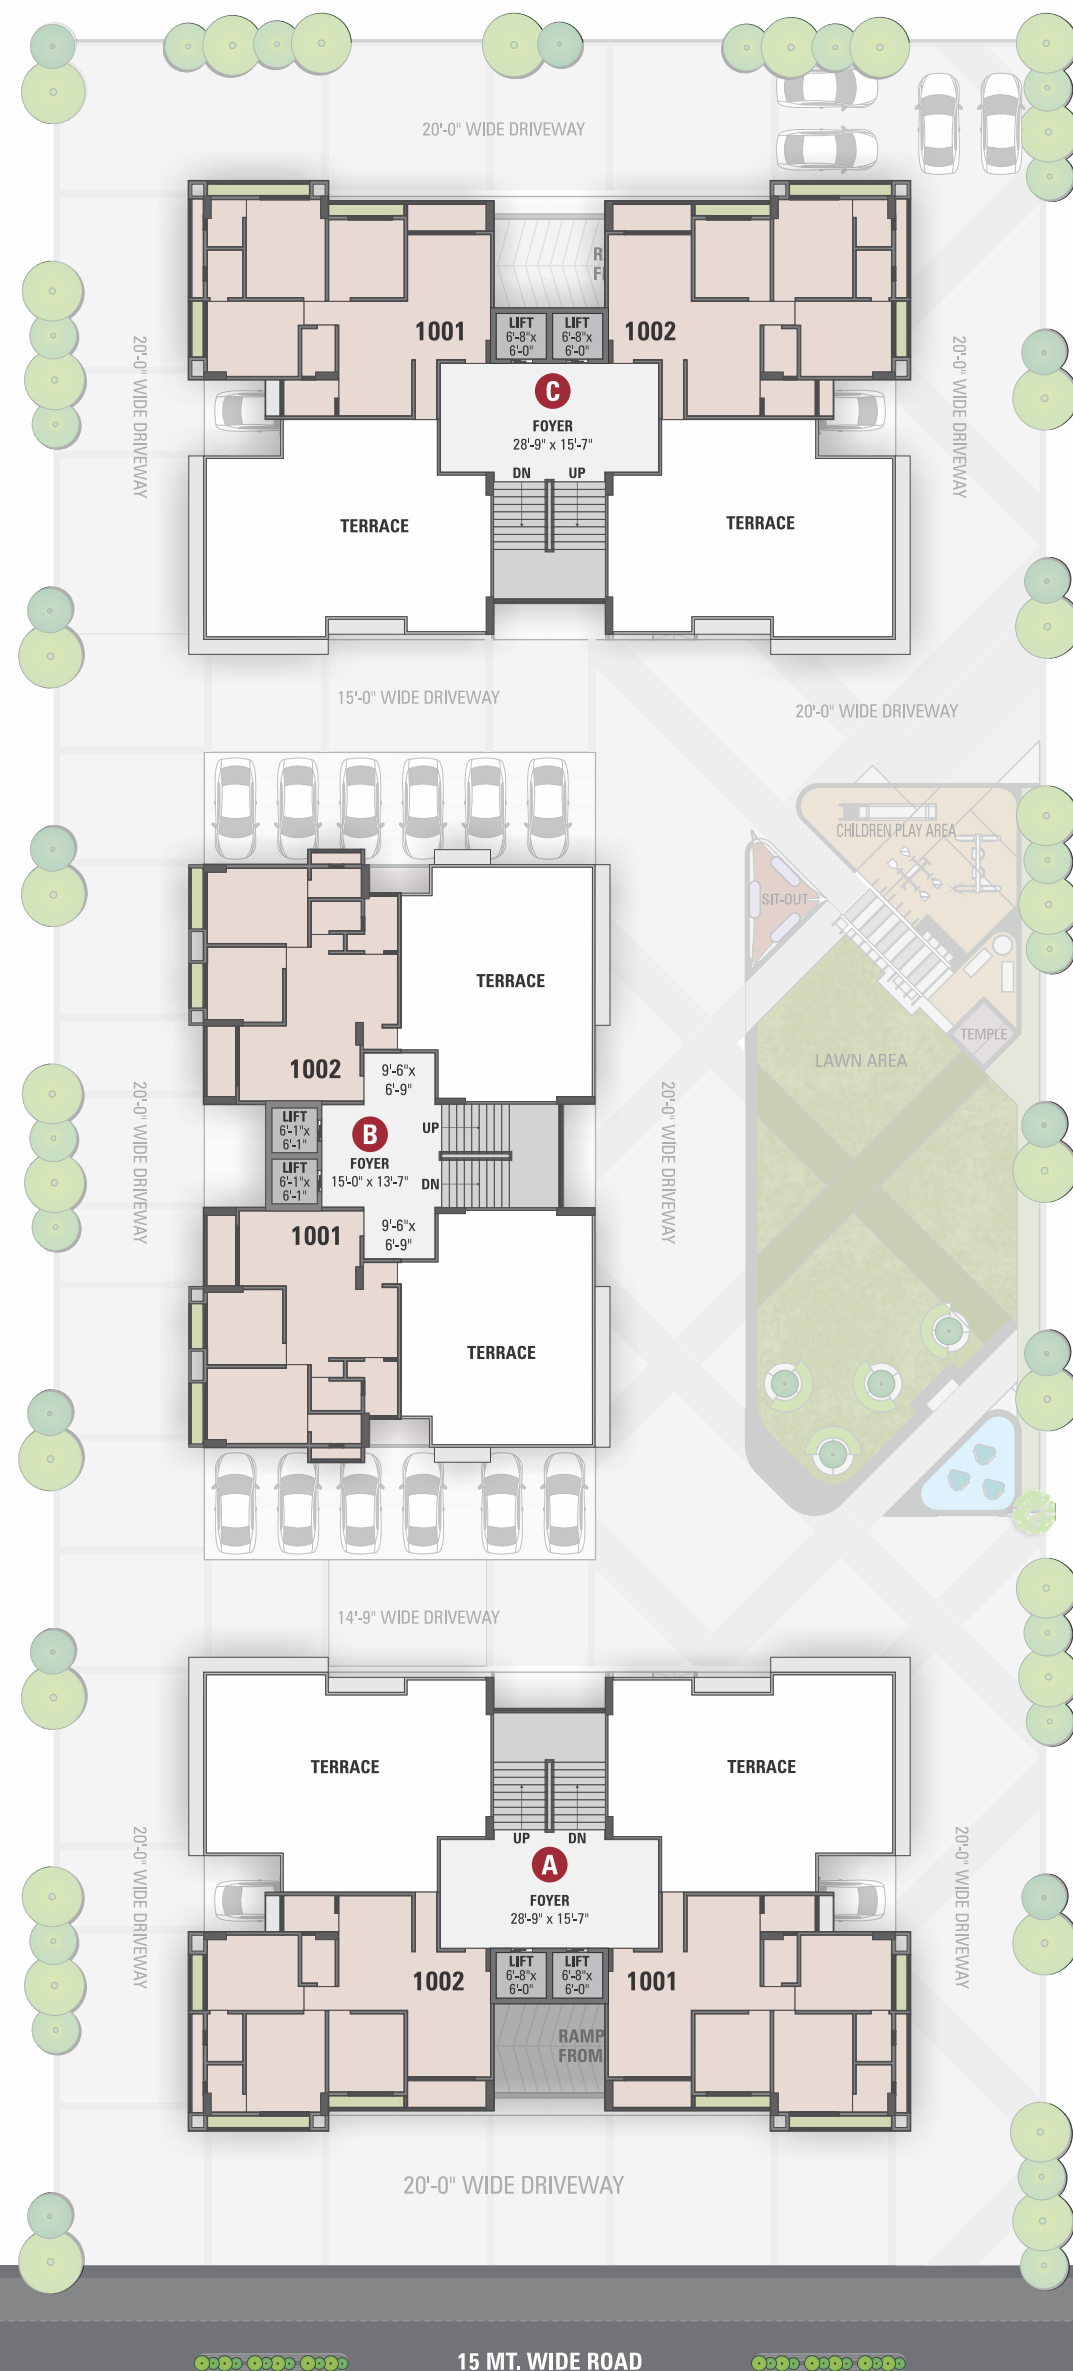 20'-0" WIDE DRIVEWAY
1001
LIFT
6'-8"x
6'-0"
LIFT
6'-8"x
6'-0"
1002
20'-0" WIDE DRIVEWAY
20'-0" WIDE DRIVEWAY
C
FOYER
28'-9" x 15'-7"
DN
UP
TERRACE
TERRACE
15'-0" WIDE DRIVEWAY
20'-0" WIDE DRIVEWAY
CHILDREN PLAY AREA
SIT-OUT
TERRACE
TEMPLE
LAWN AREA
1002
9'-6"x
6'-9"
LIFT
6'-1"x
6'-1"
B
UP
FOYER
15'-0" x 13'-7"
LIFT
6'-1"x
6'-1"
DN
20'-0" WIDE DRIVEWAY
20'-0" WIDE DRIVEWAY
1001
9'-6"x
6'-9"
TERRACE
14'-9" WIDE DRIVEWAY
TERRACE
TERRACE
UP
DN
A
FOYER
28'-9" x 15'-7"
20'-0" WIDE DRIVEWAY
20'-0" WIDE DRIVEWAY
1002
LIFT
6'-8"x
6'-0"
LIFT
6'-8"x
6'-0"
1001
RAMP
FROM
20'-0" WIDE DRIVEWAY
15 MT. WIDE ROAD